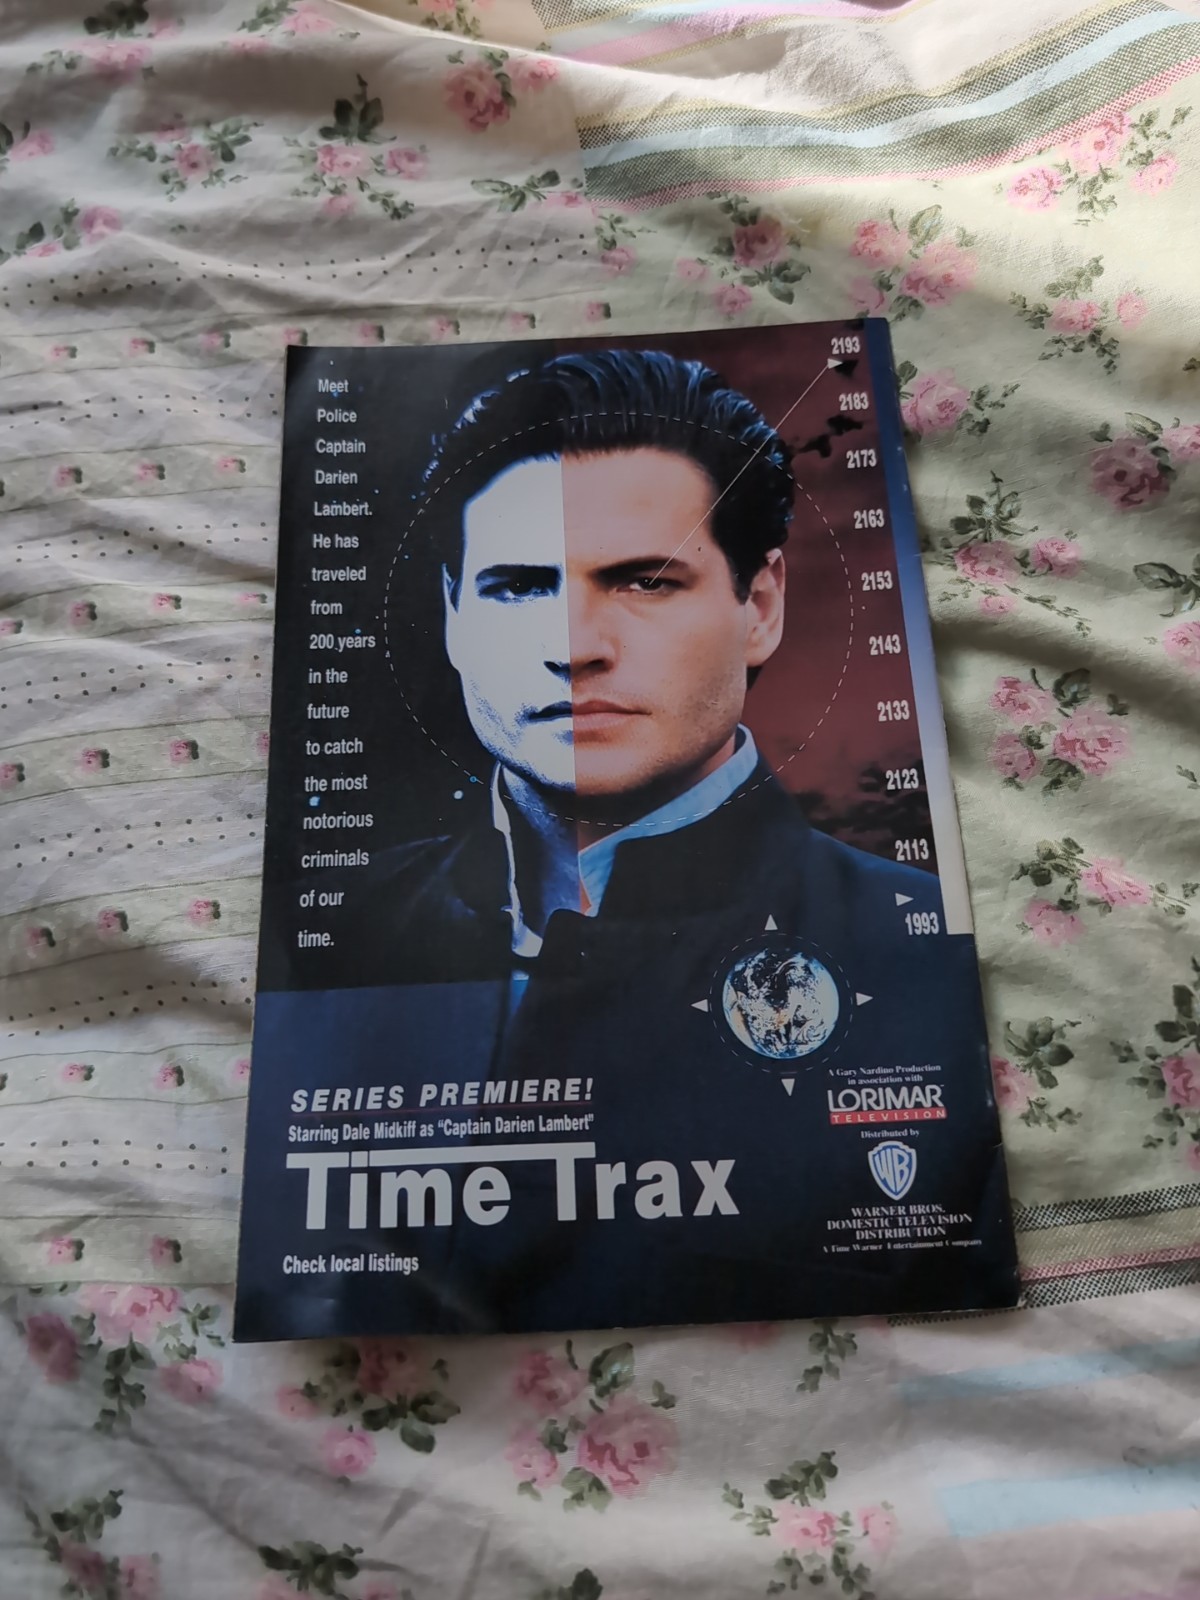 Meet
Police
Captain
Darien
Lambert.
He has
traveled
from
200 years
in the
future
to catch
the most
notorious
criminals
of our
time.
2193
2183
2173
2163
2153
2143
2133
2123
2113
1993
SERIES PREMIERE!
Starring Dale Midkiff as "Captain Darien Lambert"
Time Trax
Check local listings
A Gary Nardino Production
in association with
LORIMAR
TELEVISION
Distributed by
WB
WARNER BROS.
DOMESTIC TELEVISION
DISTRIBUTION
A Time Warner Entertainment Company